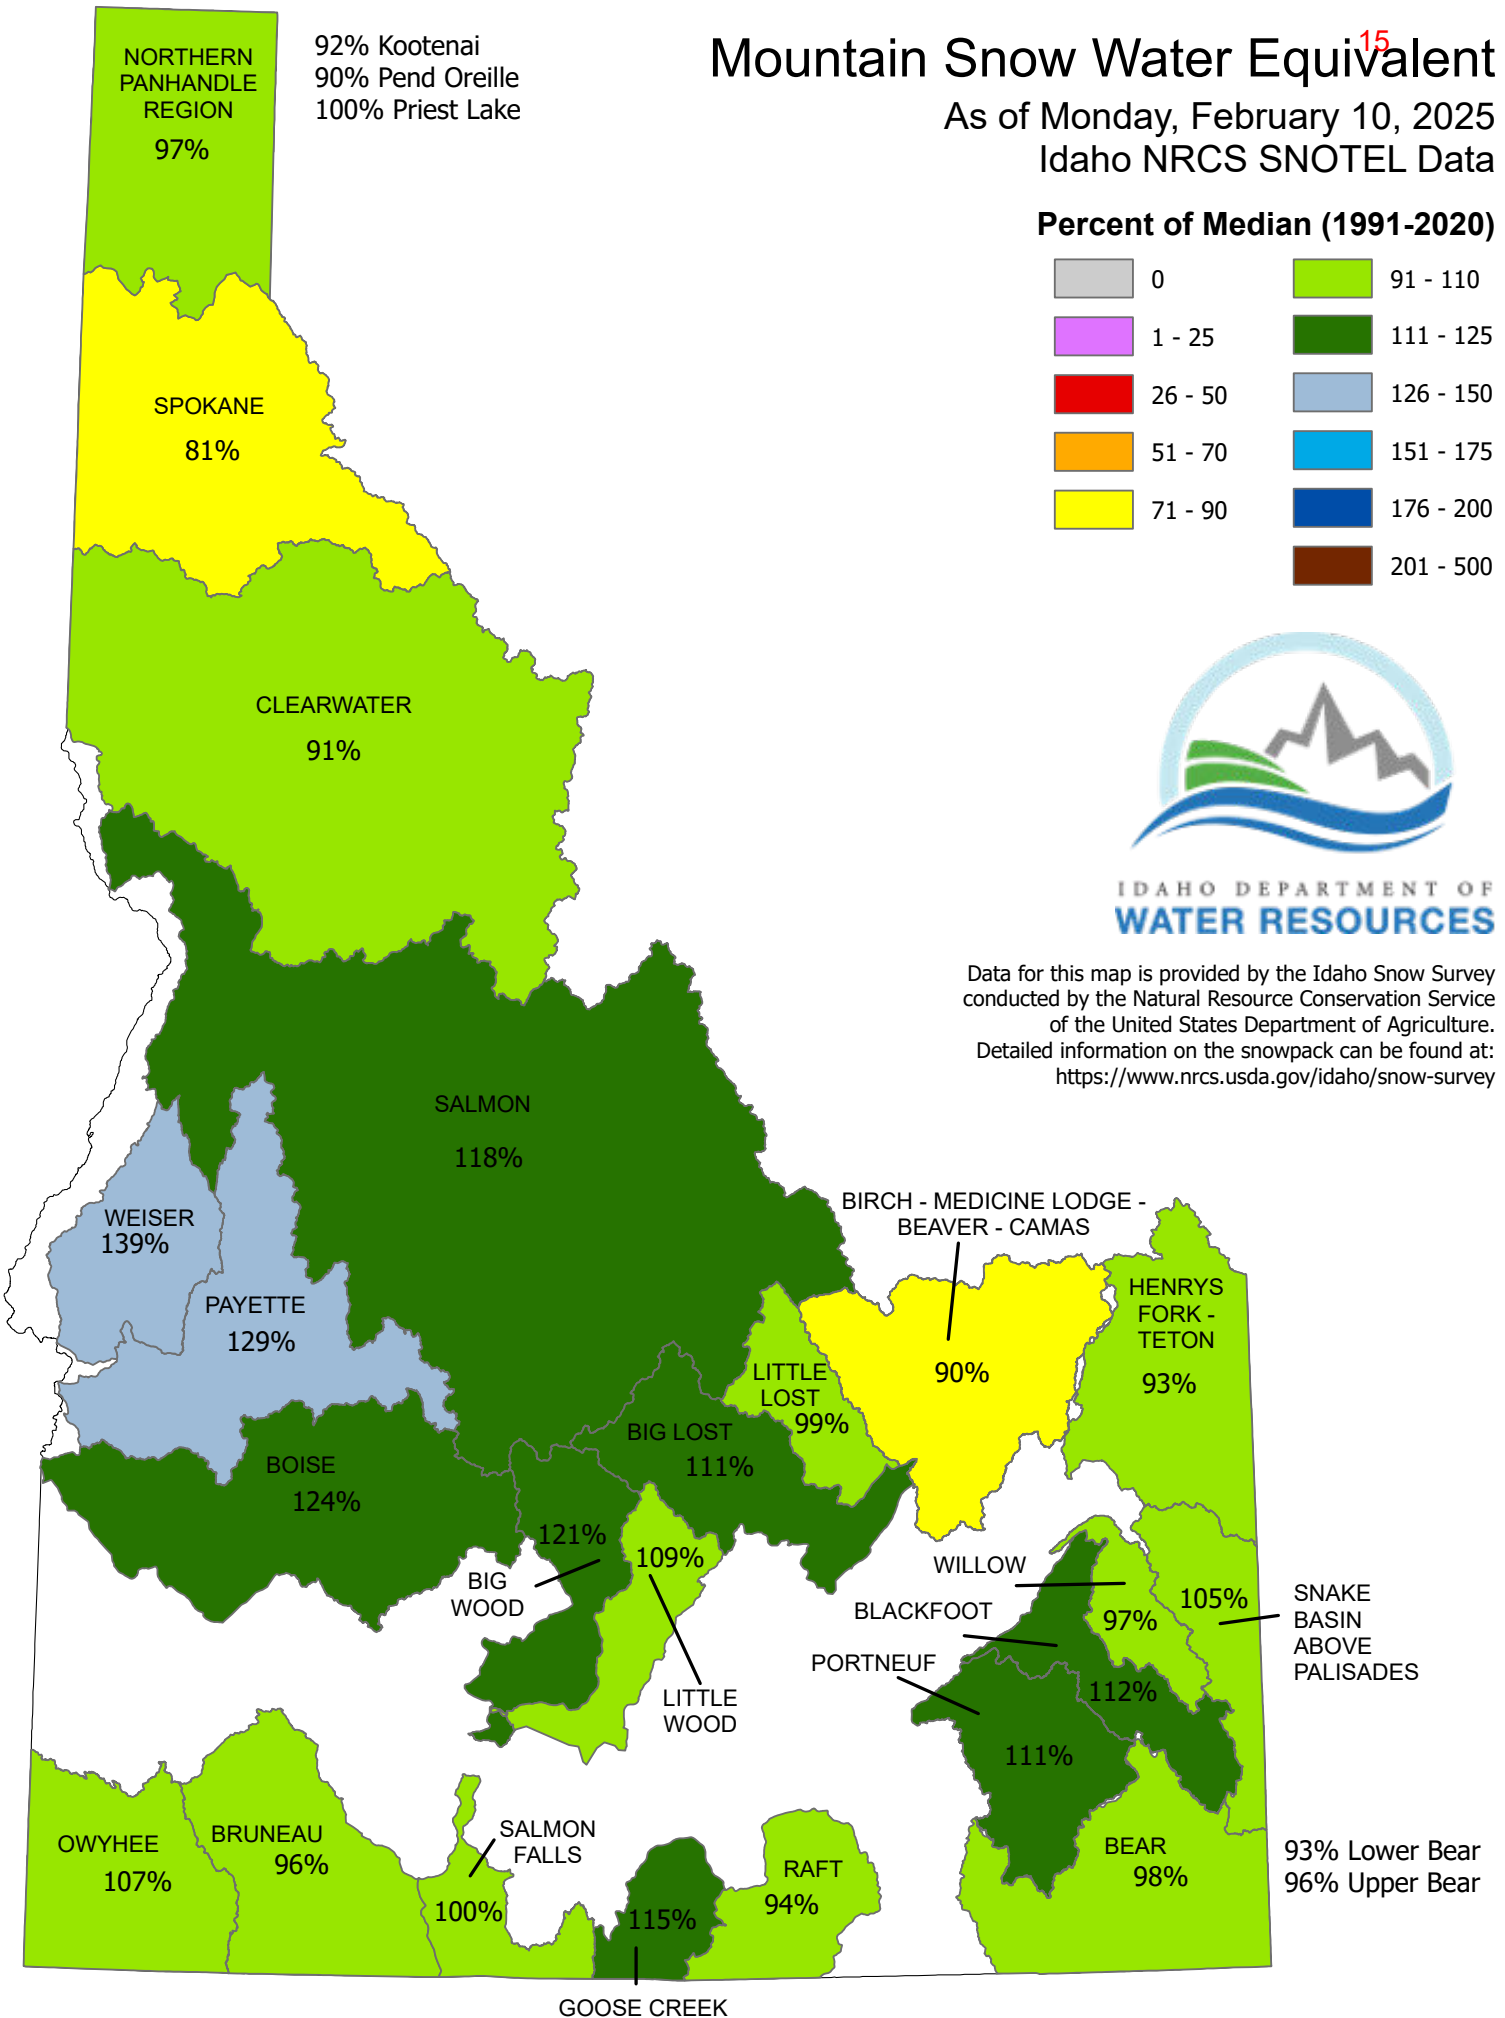 15
Mountain Snow Water Equivalent
As of Monday, February 10, 2025
Idaho NRCS SNOTEL Data
Percent of Median (1991-2020)
0
1 - 25
26 - 50
51 - 70
71 - 90
91 - 110
111 - 125
126 - 150
151 - 175
176 - 200
201 - 500
IDAHO DEPARTMENT OF
WATER RESOURCES
Data for this map is provided by the Idaho Snow Survey
conducted by the Natural Resource Conservation Service
of the United States Department of Agriculture.
Detailed information on the snowpack can be found at:
https://www.nrcs.usda.gov/idaho/snow-survey
NORTHERN
PANHANDLE
REGION
97%
92% Kootenai
90% Pend Oreille
100% Priest Lake
SPOKANE
81%
CLEARWATER
91%
SALMON
118%
WEISER
139%
PAYETTE
129%
BOISE
124%
BIRCH - MEDICINE LODGE -
BEAVER - CAMAS
90%
HENRYS
FORK -
TETON
93%
LITTLE
LOST
99%
BIG LOST
111%
121%
BIG
WOOD
109%
LITTLE
WOOD
WILLOW
97%
105%
SNAKE
BASIN
ABOVE
PALISADES
BLACKFOOT
112%
PORTNEUF
111%
OWYHEE
107%
BRUNEAU
96%
SALMON
FALLS
100%
115%
GOOSE CREEK
RAFT
94%
BEAR
98%
93% Lower Bear
96% Upper Bear